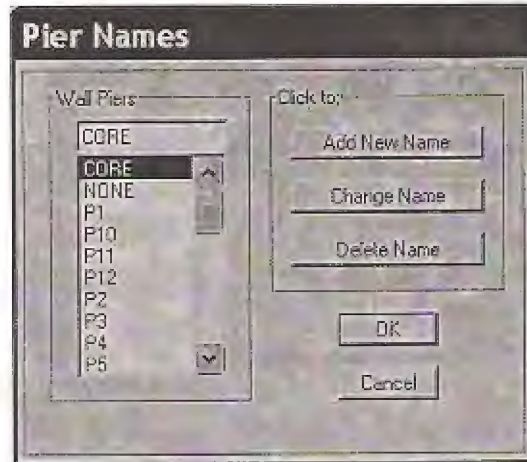 Pier Names
Wall Piers
CORE
CORE
NONE
P1
P10
P11
P12
P2
P3
P4
P5
Click to:
Add New Name
Change Name
Delete Name
OK
Cancel